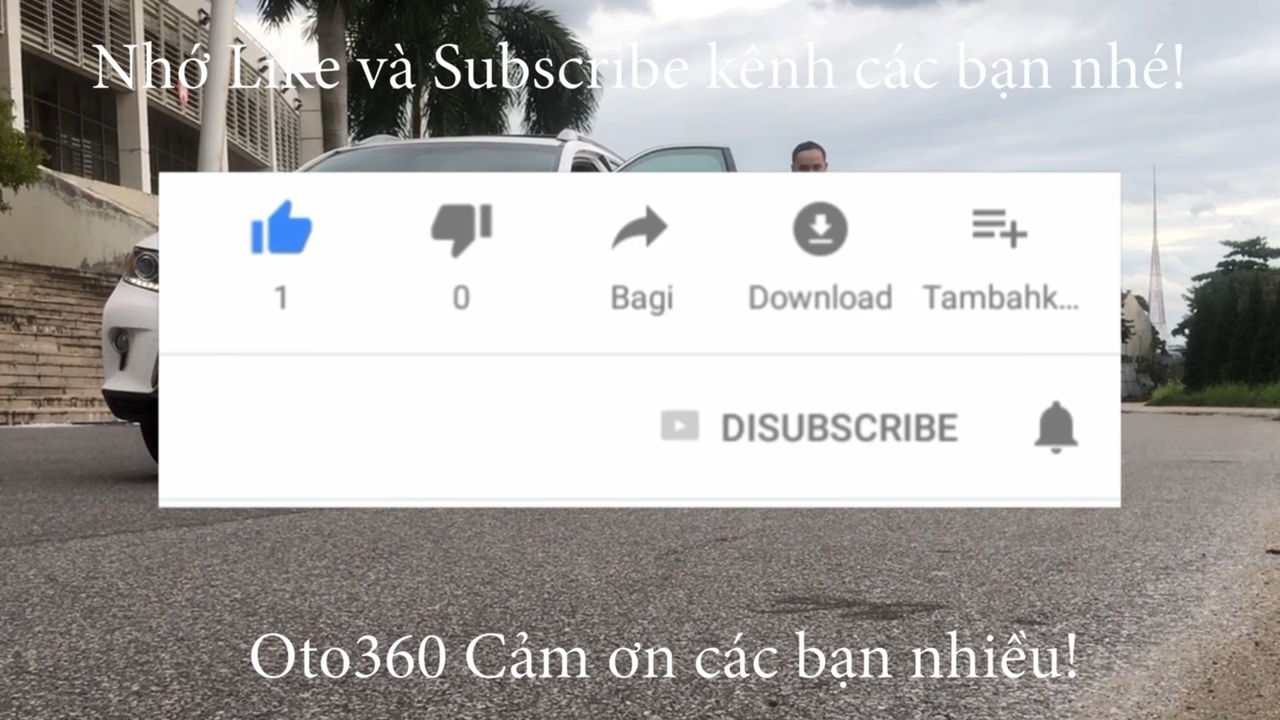 Nhớ Like và Subscribe kênh các bạn nhé!
1
0
Bagi
Download
Tambahk...
DISUBSCRIBE
Oto360 Cảm ơn các bạn nhiều!